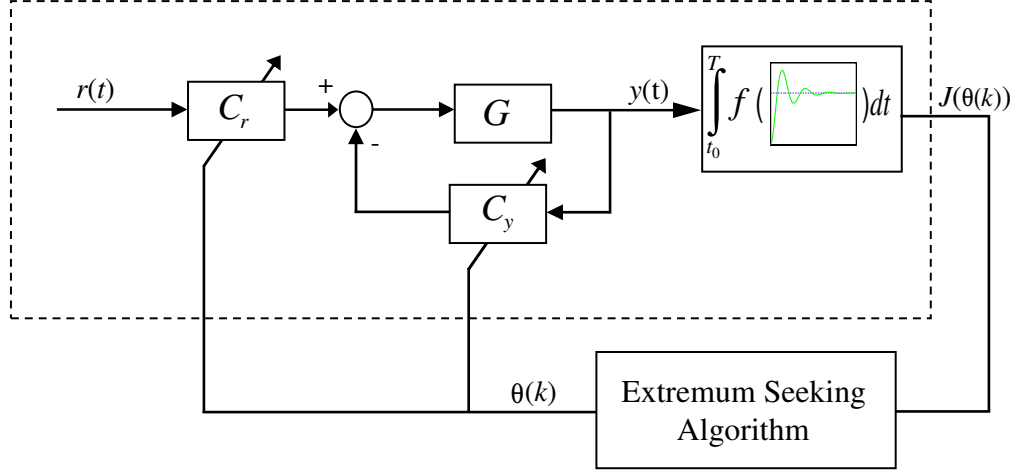 r(t)
C_r
+
-
G
y(t)
∫_{t_0}^{T} f ( ) dt
J(θ(k))
C_y
θ(k)
Extremum Seeking
Algorithm